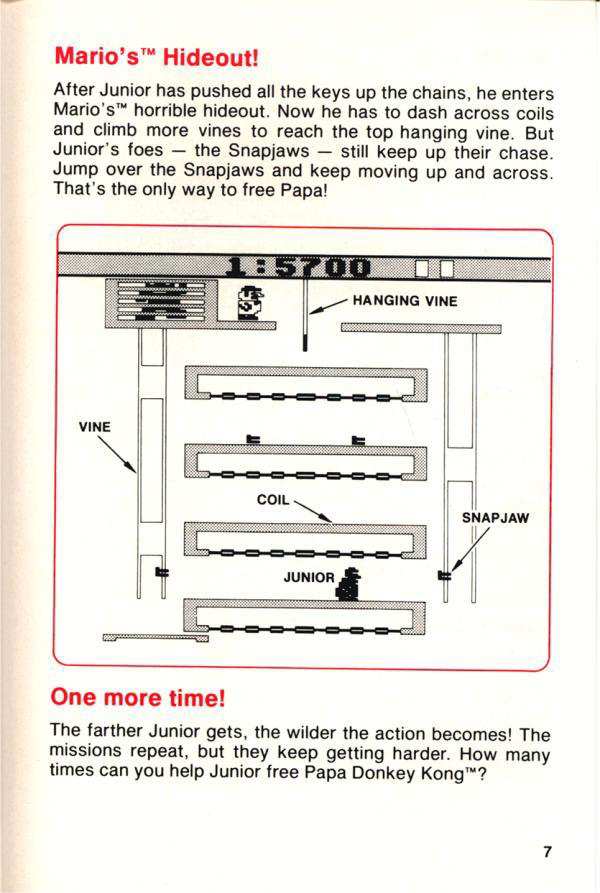 Mario's™ Hideout!
After Junior has pushed all the keys up the chains, he enters
Mario's™ horrible hideout. Now he has to dash across coils
and climb more vines to reach the top hanging vine. But
Junior's foes — the Snapjaws — still keep up their chase.
Jump over the Snapjaws and keep moving up and across.
That's the only way to free Papa!
1:5700
HANGING VINE
VINE
COIL
SNAPJAW
JUNIOR
One more time!
The farther Junior gets, the wilder the action becomes! The
missions repeat, but they keep getting harder. How many
times can you help Junior free Papa Donkey Kong™?
7